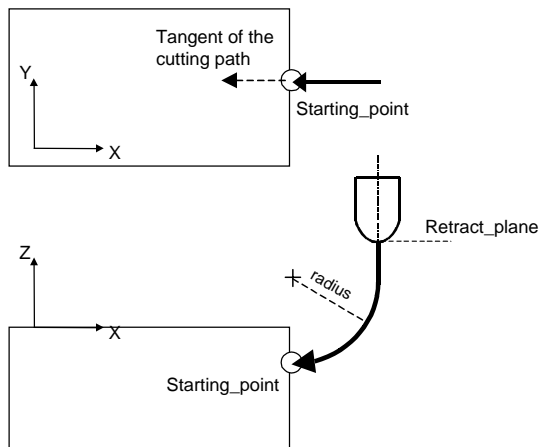 Tangent of the
cutting path
Y
Starting_point
X
Retract_plane
Z
radius
X
Starting_point